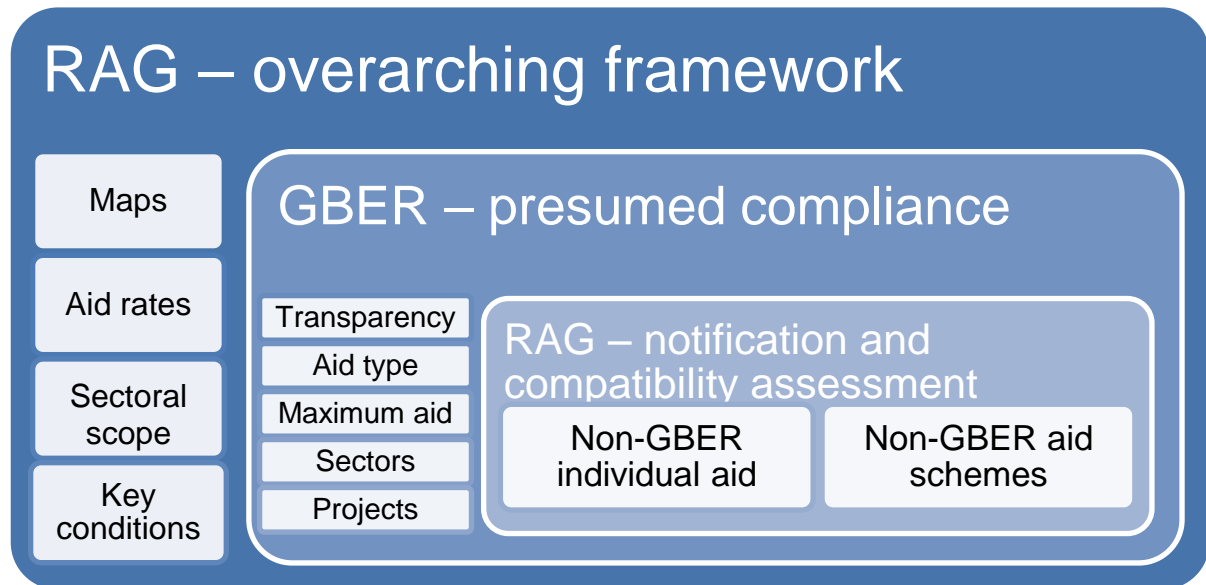 RAG – overarching framework
Maps
Aid rates
Sectoral
scope
Key
conditions
GBER – presumed compliance
Transparency
Aid type
Maximum aid
Sectors
Projects
RAG – notification and
compatibility assessment
Non-GBER
individual aid
Non-GBER aid
schemes